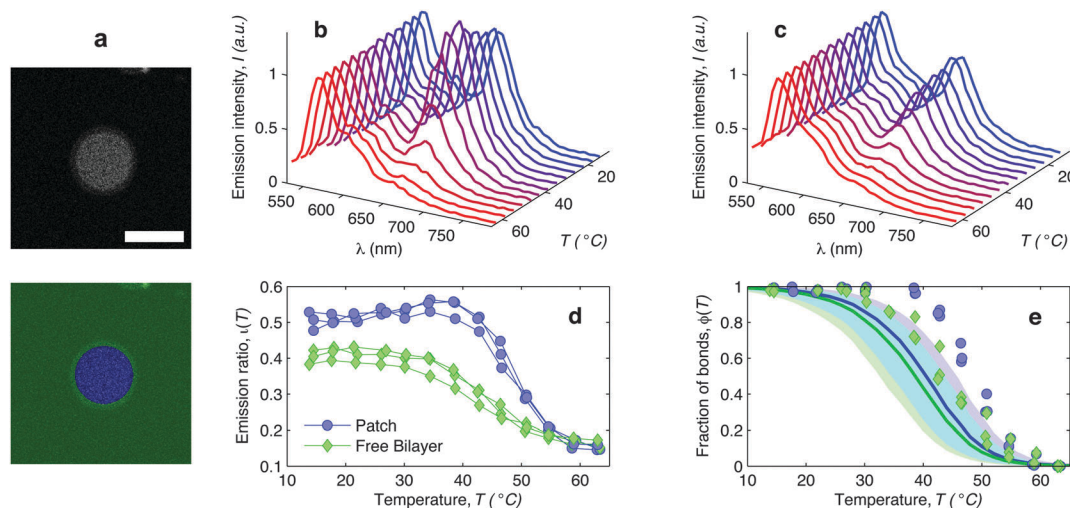 a
b
Emission intensity, I (a.u.)
1
0.5
0
550
600
650
700
750
λ (nm)
60
40
20
T (°C)
c
Emission intensity, I (a.u.)
1
0.5
0
550
600
650
700
750
λ (nm)
60
40
20
T (°C)
d
Emission ratio, ι(T)
0.6
0.5
0.4
0.3
0.2
0.1
Patch
Free Bilayer
10 20 30 40 50 60
Temperature, T (°C)
e
Fraction of bonds, ϕ(T)
1
0.8
0.6
0.4
0.2
0
10 20 30 40 50 60
Temperature, T (°C)